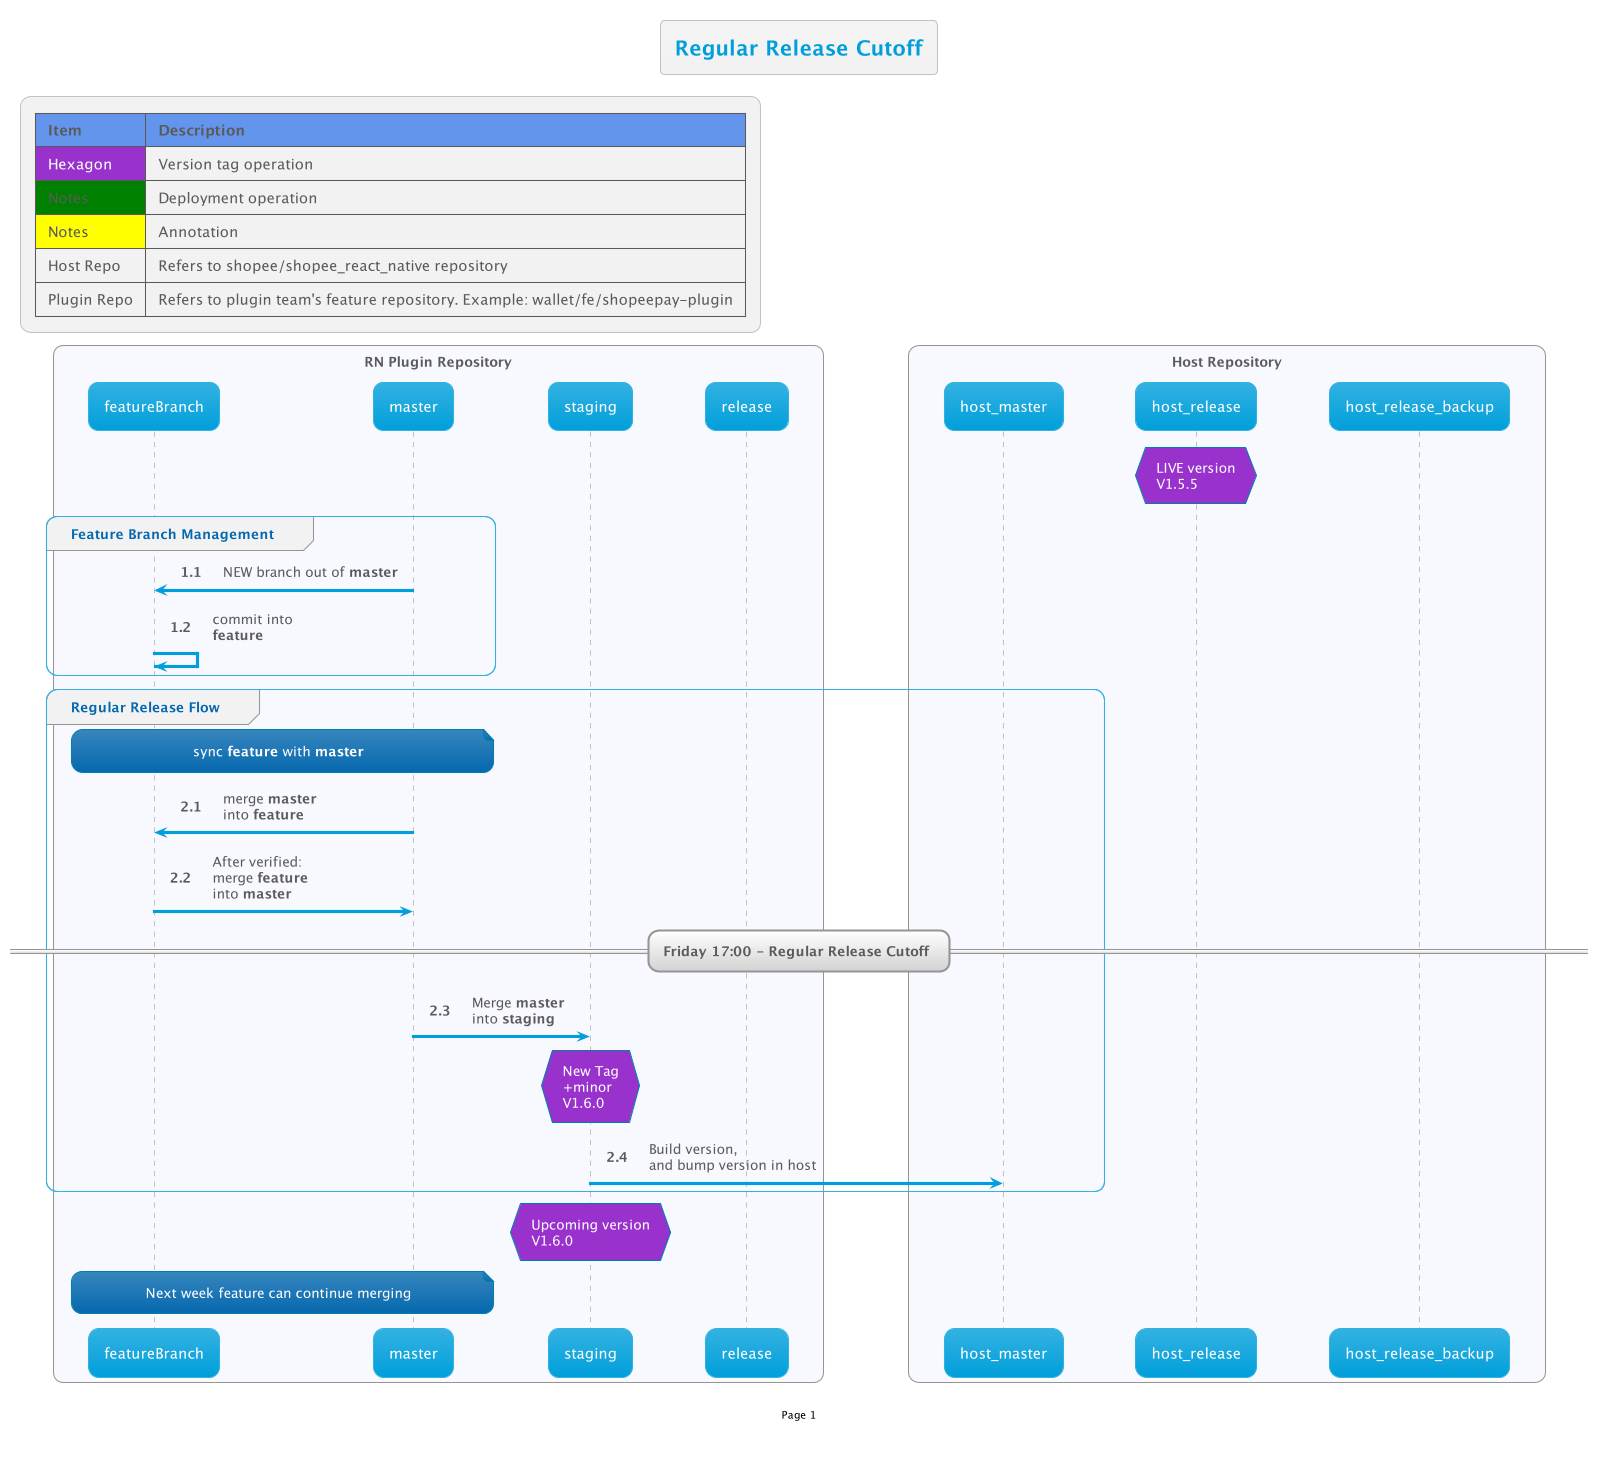 Regular Release Cutoff
Item Description
Hexagon Version tag operation
Notes Deployment operation
Notes Annotation
Host Repo Refers to shopee/shopee_react_native repository
Plugin Repo Refers to plugin team's feature repository. Example: wallet/fe/shopeepay-plugin
RN Plugin Repository Host Repository
featureBranch master staging release host_master host_release host_release_backup
LIVE version
V1.5.5
Feature Branch Management
1.1 NEW branch out of master
1.2 commit into
feature
Regular Release Flow
sync feature with master
2.1 merge master
into feature
2.2 After verified:
merge feature
into master
Friday 17:00 - Regular Release Cutoff
2.3 Merge master
into staging
New Tag
+minor
V1.6.0
2.4 Build version,
and bump version in host
Upcoming version
V1.6.0
Next week feature can continue merging
featureBranch master staging release host_master host_release host_release_backup
Page 1